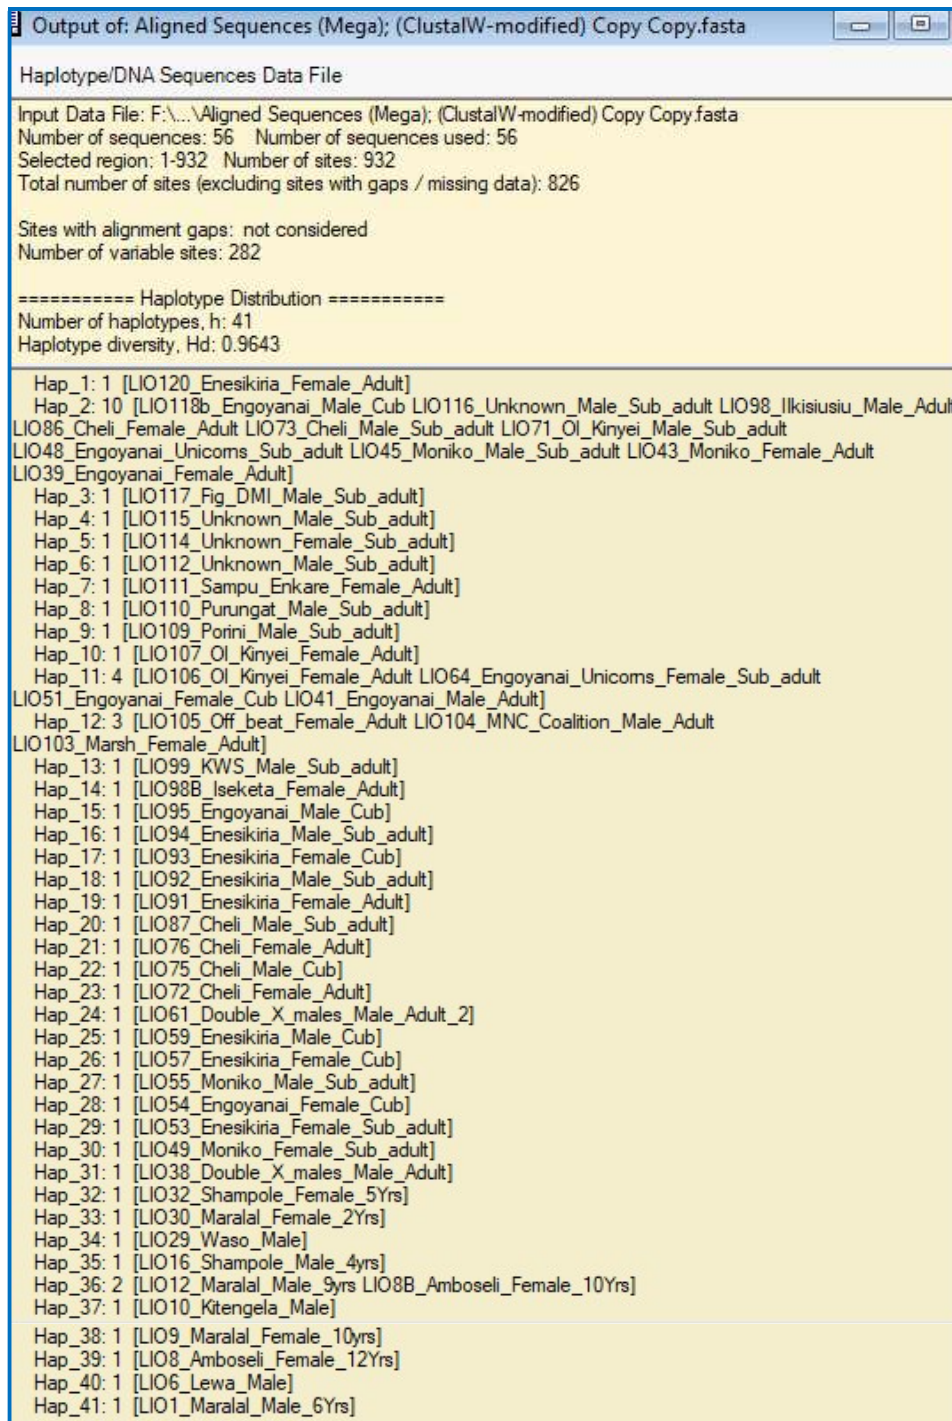 Output of: Aligned Sequences (Mega); (ClustalW-modified) Copy Copy.fasta
Haplotype/DNA Sequences Data File
Input Data File: F:\...\Aligned Sequences (Mega); (ClustalW-modified) Copy Copy.fasta
Number of sequences: 56 Number of sequences used: 56
Selected region: 1-932 Number of sites: 932
Total number of sites (excluding sites with gaps / missing data): 826
Sites with alignment gaps: not considered
Number of variable sites: 282
=========== Haplotype Distribution ===========
Number of haplotypes, h: 41
Haplotype diversity, Hd: 0.9643
Hap_1: 1 [LIO120_Enesikiria_Female_Adult]
Hap_2: 10 [LIO118b_Engoyanai_Male_Cub LIO116_Unknown_Male_Sub_adult LIO98_Ilkisiusiu_Male_Adult
LIO86_Cheli_Female_Adult LIO73_Cheli_Male_Sub_adult LIO71_Ol_Kinyei_Male_Sub_adult
LIO48_Engoyanai_Unicorns_Sub_adult LIO45_Moniko_Male_Sub_adult LIO43_Moniko_Female_Adult
LIO39_Engoyanai_Female_Adult]
Hap_3: 1 [LIO117_Fig_DMI_Male_Sub_adult]
Hap_4: 1 [LIO115_Unknown_Male_Sub_adult]
Hap_5: 1 [LIO114_Unknown_Female_Sub_adult]
Hap_6: 1 [LIO112_Unknown_Male_Sub_adult]
Hap_7: 1 [LIO111_Sampu_Enkare_Female_Adult]
Hap_8: 1 [LIO110_Purungat_Male_Sub_adult]
Hap_9: 1 [LIO109_Porini_Male_Sub_adult]
Hap_10: 1 [LIO107_Ol_Kinyei_Female_Adult]
Hap_11: 4 [LIO106_Ol_Kinyei_Female_Adult LIO64_Engoyanai_Unicorns_Female_Sub_adult
LIO51_Engoyanai_Female_Cub LIO41_Engoyanai_Male_Adult]
Hap_12: 3 [LIO105_Off_beat_Female_Adult LIO104_MNC_Coalition_Male_Adult
LIO103_Marsh_Female_Adult]
Hap_13: 1 [LIO99_KWS_Male_Sub_adult]
Hap_14: 1 [LIO98B_Iseketa_Female_Adult]
Hap_15: 1 [LIO95_Engoyanai_Male_Cub]
Hap_16: 1 [LIO94_Enesikiria_Male_Sub_adult]
Hap_17: 1 [LIO93_Enesikiria_Female_Cub]
Hap_18: 1 [LIO92_Enesikiria_Male_Sub_adult]
Hap_19: 1 [LIO91_Enesikiria_Female_Adult]
Hap_20: 1 [LIO87_Cheli_Male_Sub_adult]
Hap_21: 1 [LIO76_Cheli_Female_Adult]
Hap_22: 1 [LIO75_Cheli_Male_Cub]
Hap_23: 1 [LIO72_Cheli_Female_Adult]
Hap_24: 1 [LIO61_Double_X_males_Male_Adult_2]
Hap_25: 1 [LIO59_Enesikiria_Male_Cub]
Hap_26: 1 [LIO57_Enesikiria_Female_Cub]
Hap_27: 1 [LIO55_Moniko_Male_Sub_adult]
Hap_28: 1 [LIO54_Engoyanai_Female_Cub]
Hap_29: 1 [LIO53_Enesikiria_Female_Sub_adult]
Hap_30: 1 [LIO49_Moniko_Female_Sub_adult]
Hap_31: 1 [LIO38_Double_X_males_Male_Adult]
Hap_32: 1 [LIO32_Shampole_Female_5Yrs]
Hap_33: 1 [LIO30_Maralal_Female_2Yrs]
Hap_34: 1 [LIO29_Waso_Male]
Hap_35: 1 [LIO16_Shampole_Male_4yrs]
Hap_36: 2 [LIO12_Maralal_Male_9yrs LIO8B_Amboseli_Female_10Yrs]
Hap_37: 1 [LIO10_Kitengela_Male]
Hap_38: 1 [LIO9_Maralal_Female_10yrs]
Hap_39: 1 [LIO8_Amboseli_Female_12Yrs]
Hap_40: 1 [LIO6_Lewa_Male]
Hap_41: 1 [LIO1_Maralal_Male_6Yrs]